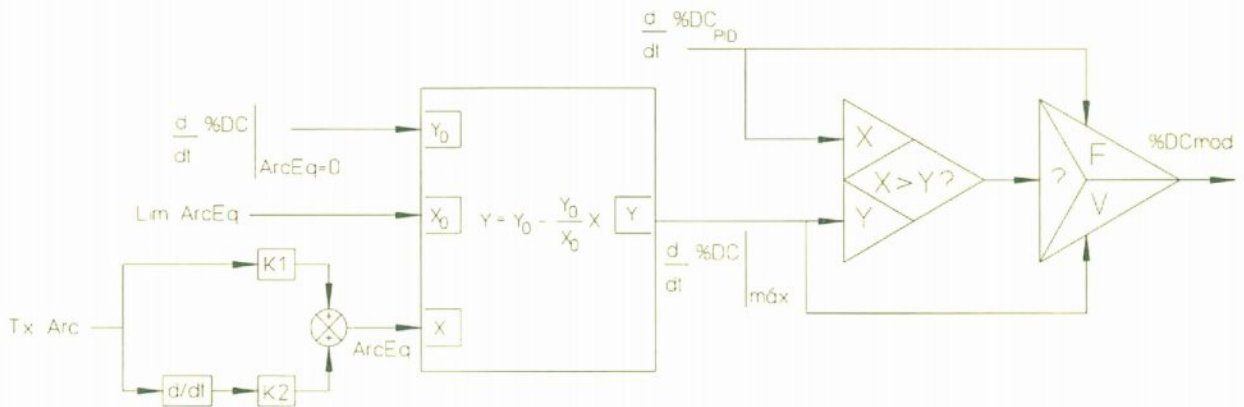 d/dt %DC PID
d/dt %DC | ArcEq=0
Y₀
Lim ArcEq
X₀
Y = Y₀ - Y₀/X₀ X
Y
d/dt %DC | máx
X
X > Y ?
Y
?
F
V
%DCmod
Tx Arc
K1
+
+
ArcEq
X
d/dt
K2